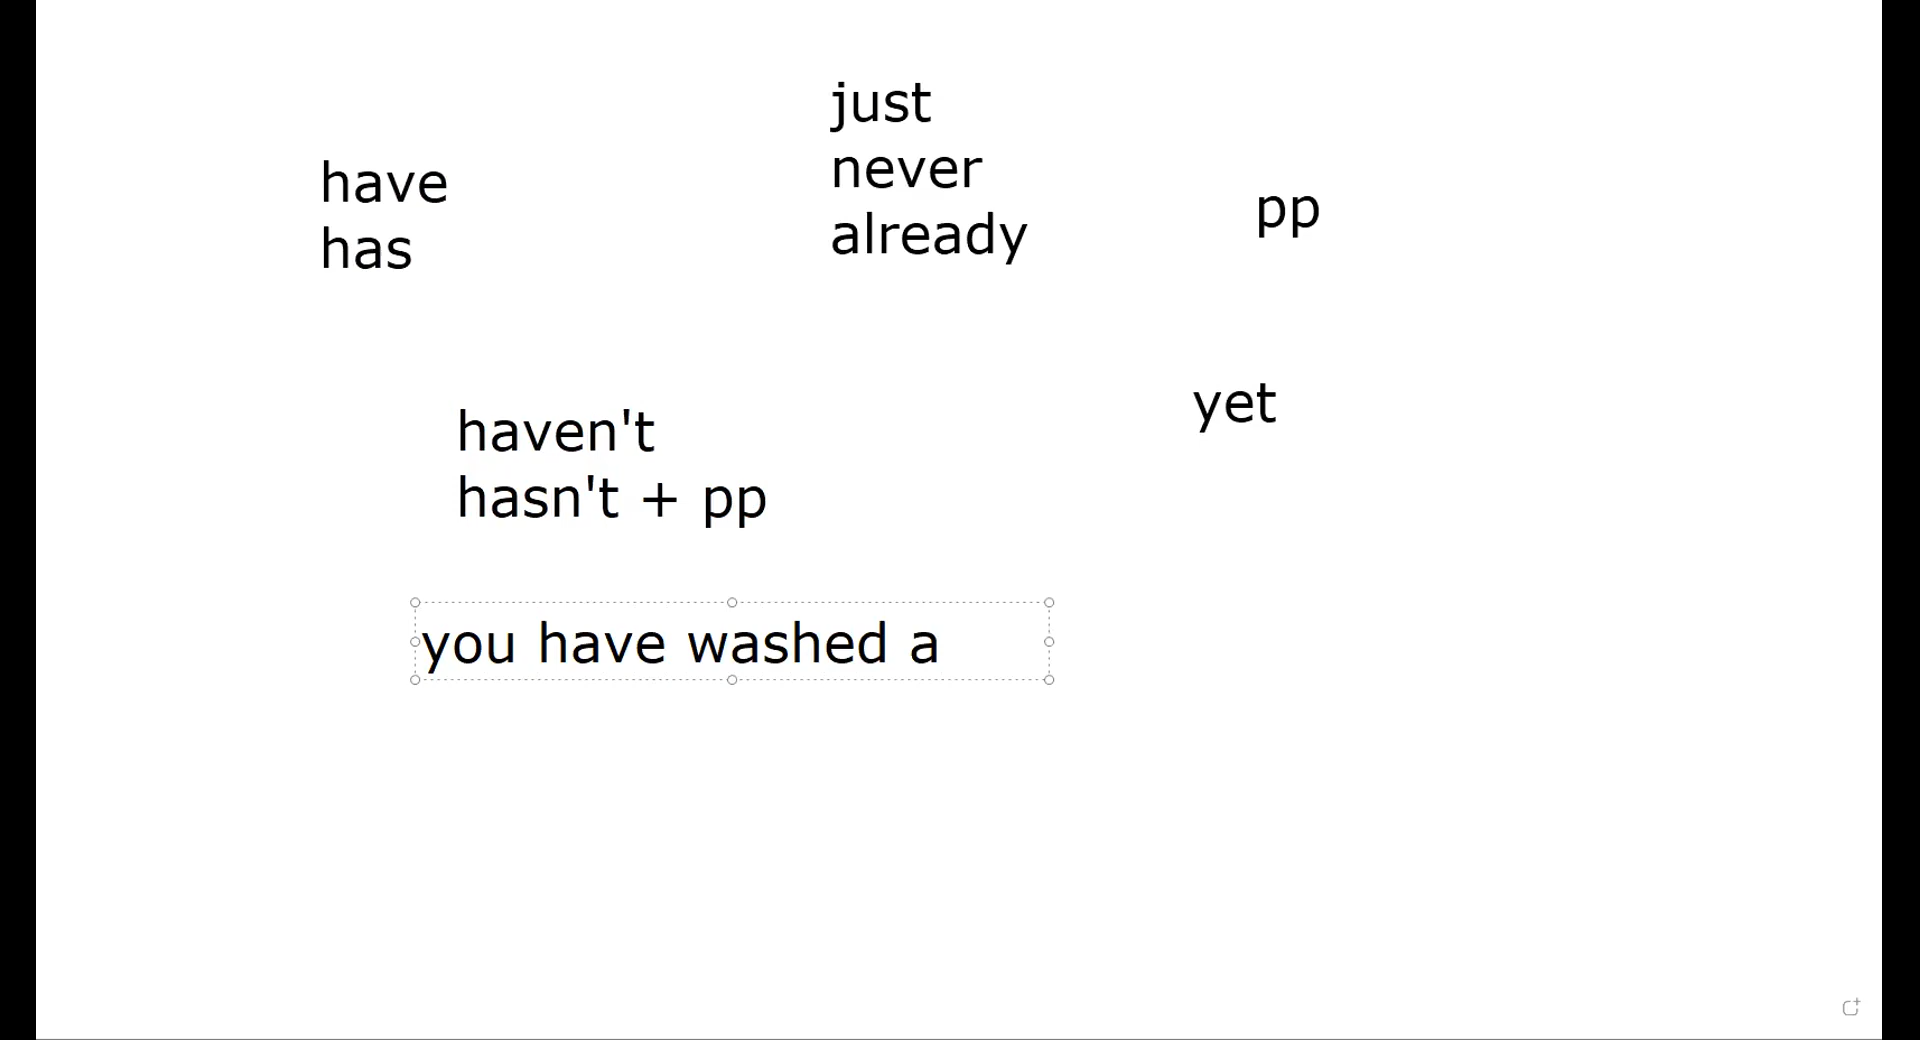 just
never
already
have
has
pp
yet
haven't
hasn't + pp
you have washed a